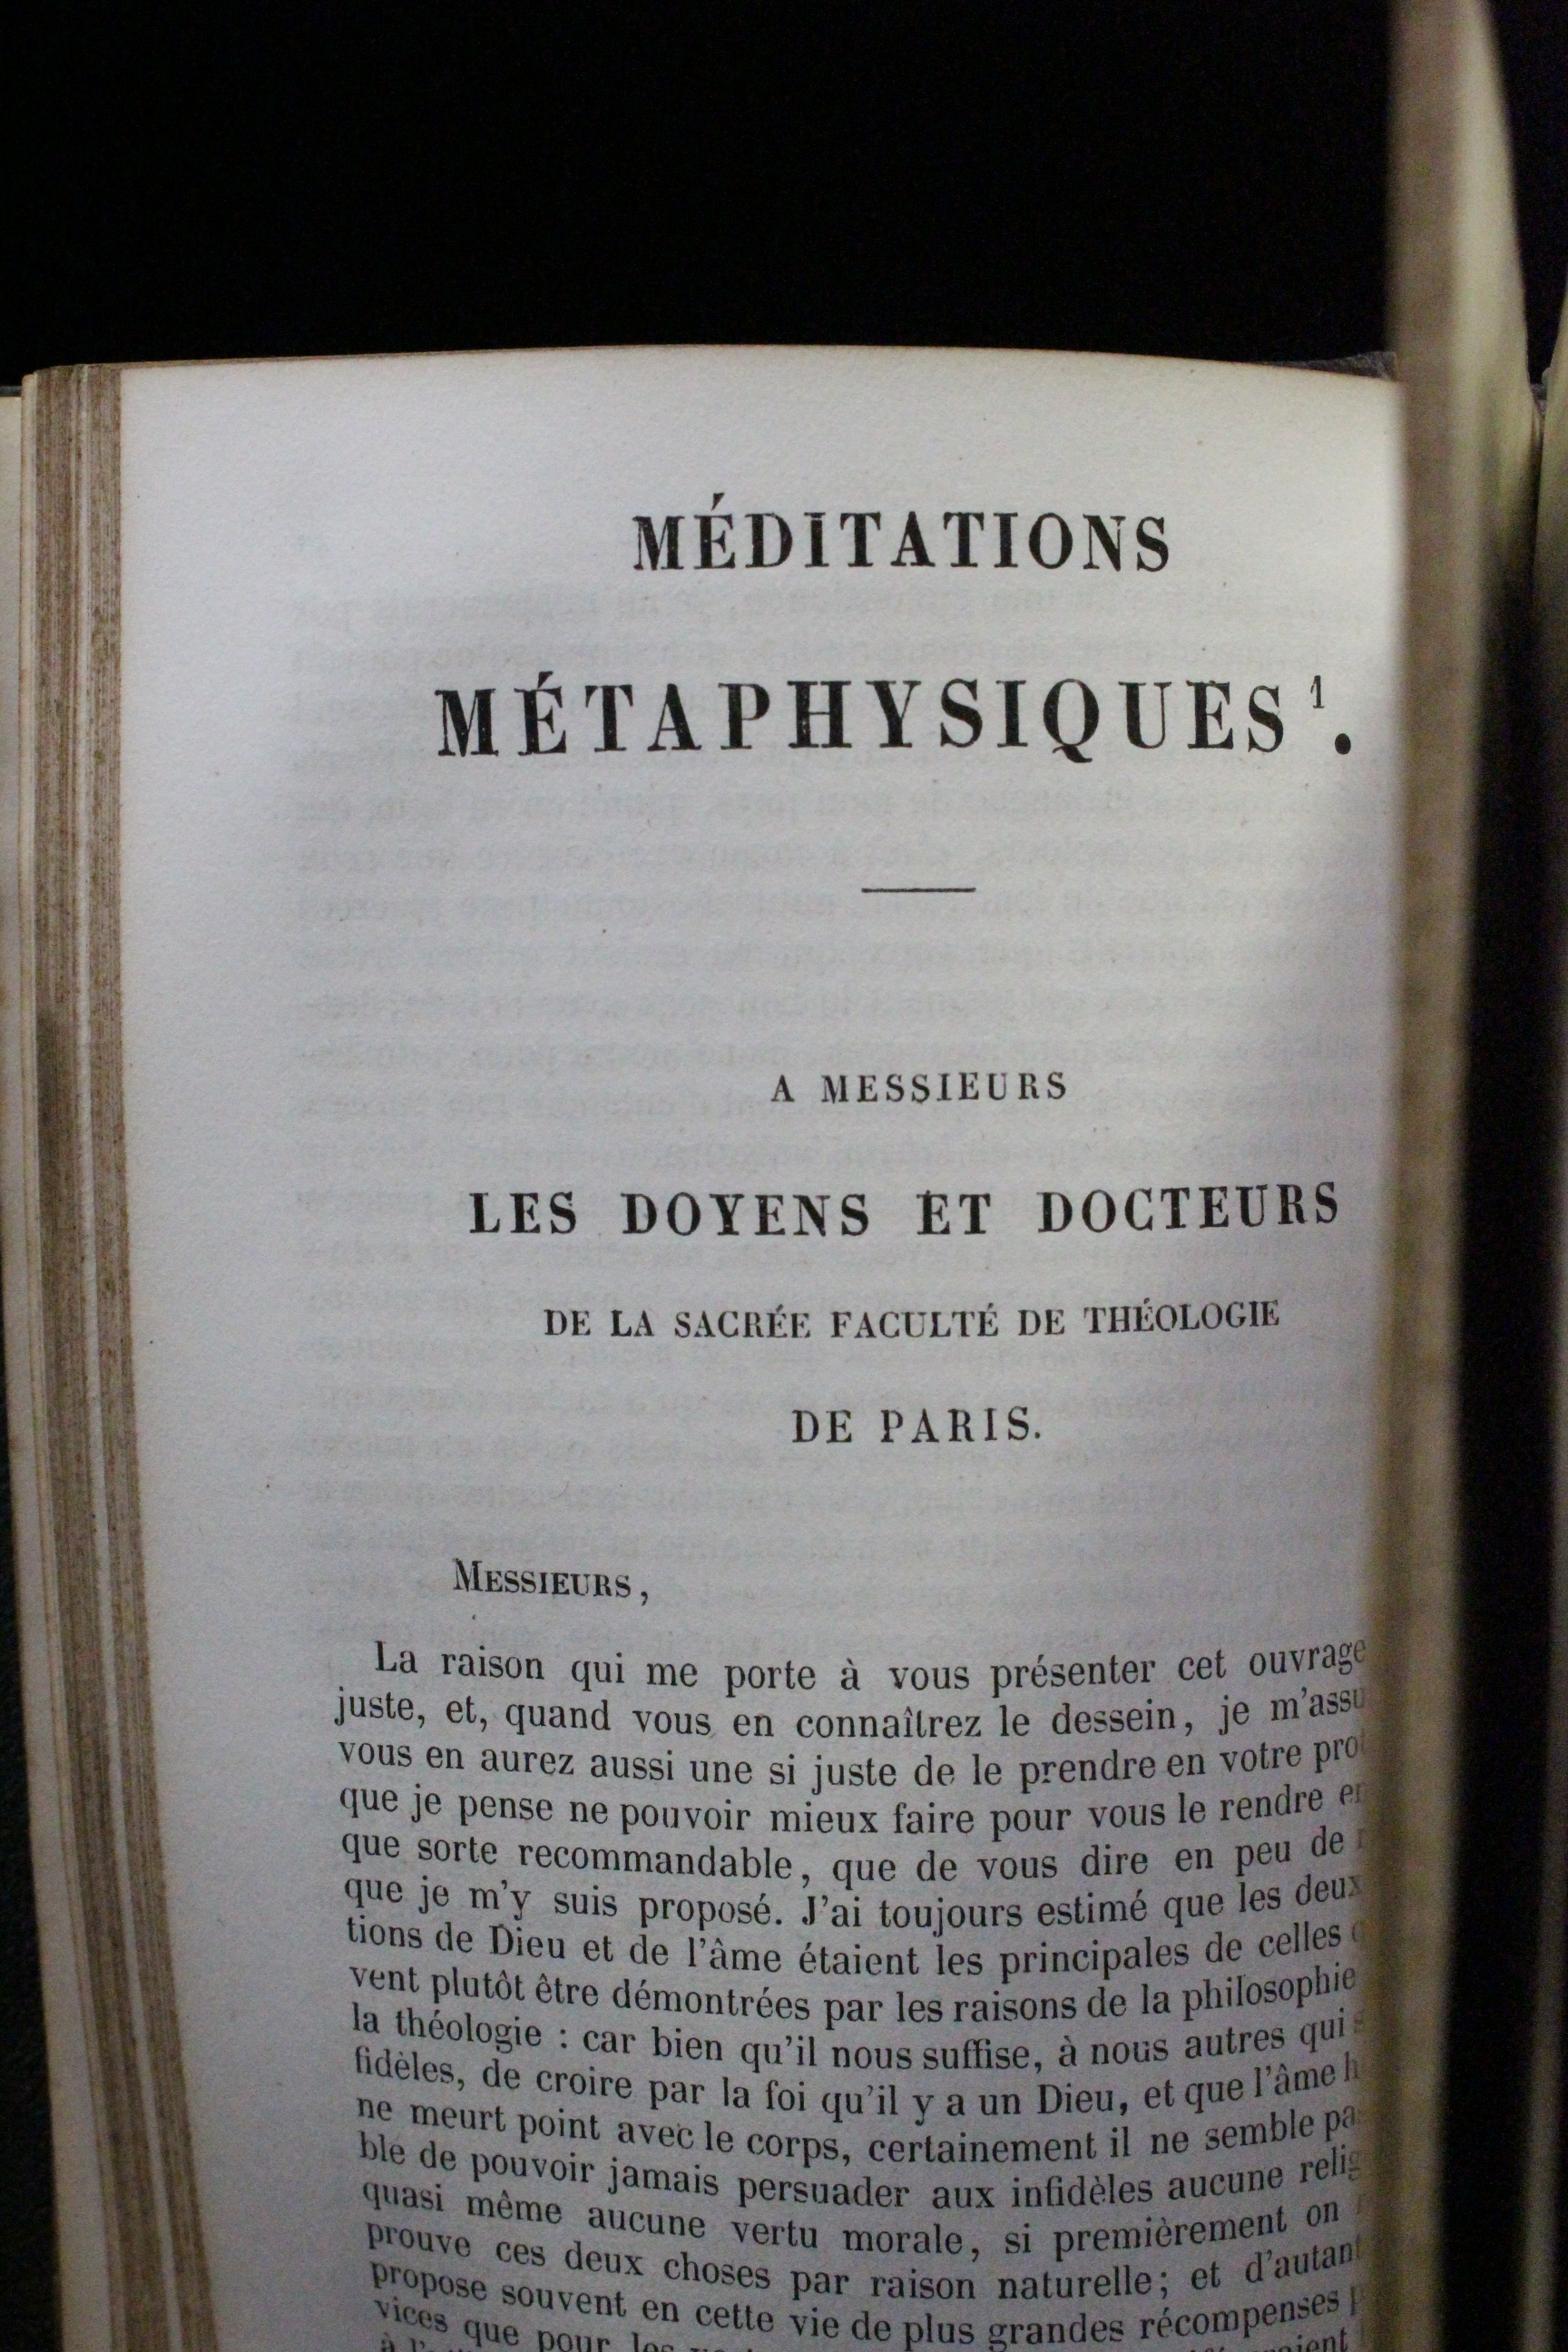 MÉDITATIONS
MÉTAPHYSIQUES¹.
A MESSIEURS
LES DOYENS ET DOCTEURS
DE LA SACRÉE FACULTÉ DE THÉOLOGIE
DE PARIS.
MESSIEURS,
La raison qui me porte à vous présenter cet ouvrage
juste, et, quand vous en connaîtrez le dessein, je m'assu
vous en aurez aussi une si juste de le prendre en votre pro
que je pense ne pouvoir mieux faire pour vous le rendre en
que sorte recommandable, que de vous dire en peu de
que je m'y suis proposé. J'ai toujours estimé que les deux
tions de Dieu et de l'âme étaient les principales de celles
vent plutôt être démontrées par les raisons de la philosophie
la théologie : car bien qu'il nous suffise, à nous autres qui
fidèles, de croire par la foi qu'il y a un Dieu, et que l'âme h
ne meurt point avec le corps, certainement il ne semble pa
ble de pouvoir jamais persuader aux infidèles aucune relig
quasi même aucune vertu morale, si premièrement on
prouve ces deux choses par raison naturelle; et d'autant
propose souvent en cette vie de plus grandes récompenses
vices que pour les